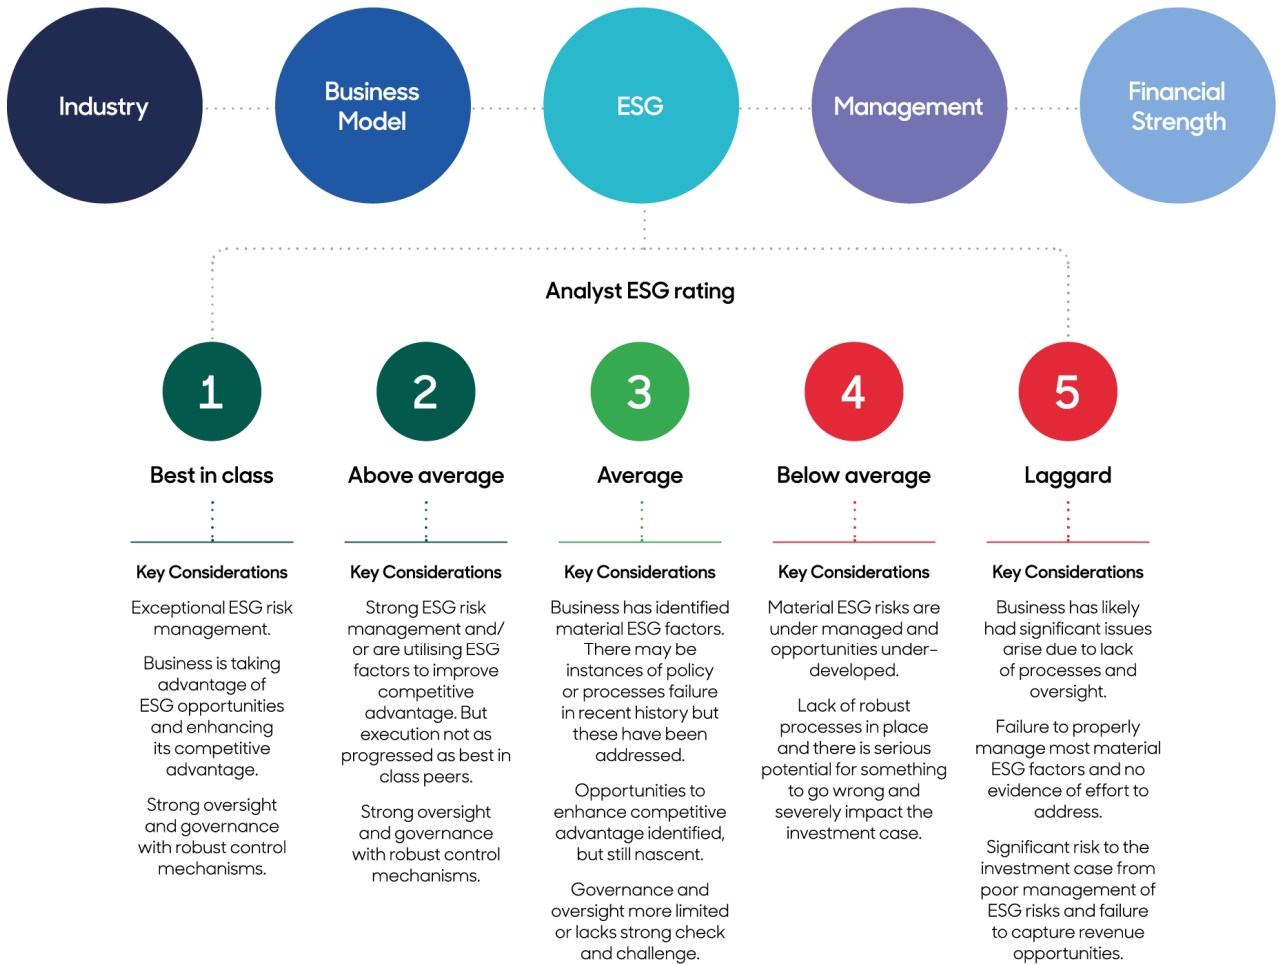 Industry
Business
Model
ESG
Management
Financial
Strength
Analyst ESG rating
1
Best in class
Key Considerations
Exceptional ESG risk
management.
Business is taking
advantage of
ESG opportunities
and enhancing
its competitive
advantage.
Strong oversight
and governance
with robust control
mechanisms.
2
Above average
Key Considerations
Strong ESG risk
management and/
or are utilising ESG
factors to improve
competitive
advantage. But
execution not as
progressed as best in
class peers.
Strong oversight
and governance
with robust control
mechanisms.
3
Average
Key Considerations
Business has identified
material ESG factors.
There may be
instances of policy
or processes failure
in recent history but
these have been
addressed.
Opportunities to
enhance competitive
advantage identified,
but still nascent.
Governance and
oversight more limited
or lacks strong check
and challenge.
4
Below average
Key Considerations
Material ESG risks are
under managed and
opportunities under-
developed.
Lack of robust
processes in place
and there is serious
potential for something
to go wrong and
severely impact the
investment case.
5
Laggard
Key Considerations
Business has likely
had significant issues
arise due to lack
of processes and
oversight.
Failure to properly
manage most material
ESG factors and no
evidence of effort to
address.
Significant risk to the
investment case from
poor management of
ESG risks and failure
to capture revenue
opportunities.